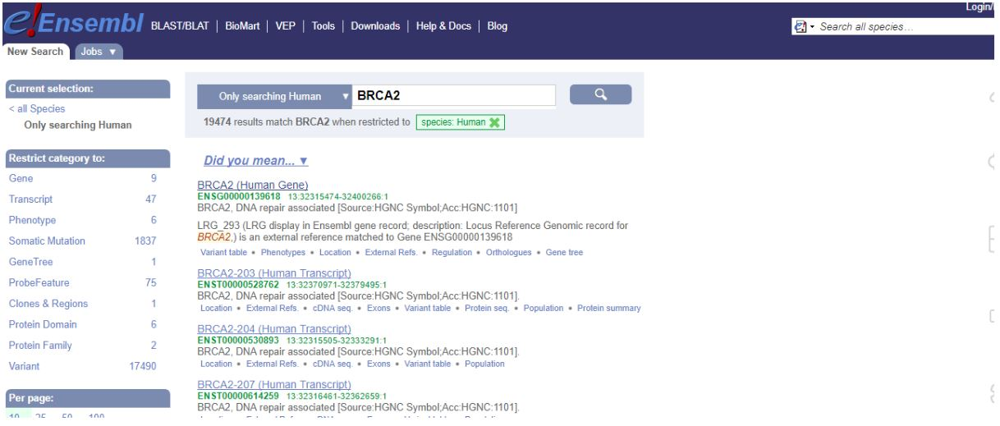 Login/
e!Ensembl BLAST/BLAT | BioMart | VEP | Tools | Downloads | Help & Docs | Blog
Search all species...
New Search Jobs ▼
Current selection:
< all Species
Only searching Human
Restrict category to:
Gene 9
Transcript 47
Phenotype 6
Somatic Mutation 1837
GeneTree 1
ProbeFeature 75
Clones & Regions 1
Protein Domain 6
Protein Family 2
Variant 17490
Per page:
10 25 50 100
Only searching Human ▼ BRCA2
19474 results match BRCA2 when restricted to species: Human
Did you mean... ▼
BRCA2 (Human Gene)
ENSG00000139618 13:32315474-32400266:1
BRCA2, DNA repair associated [Source:HGNC Symbol;Acc:HGNC:1101]
LRG_293 (LRG display in Ensembl gene record; description: Locus Reference Genomic record for
BRCA2,) is an external reference matched to Gene ENSG00000139618
Variant table • Phenotypes • Location • External Refs. • Regulation • Orthologues • Gene tree
BRCA2-203 (Human Transcript)
ENST00000528762 13:32370971-32379495:1
BRCA2, DNA repair associated [Source:HGNC Symbol;Acc:HGNC:1101].
Location • External Refs. • cDNA seq. • Exons • Variant table • Protein seq. • Population • Protein summary
BRCA2-204 (Human Transcript)
ENST00000530893 13:32315505-32333291:1
BRCA2, DNA repair associated [Source:HGNC Symbol;Acc:HGNC:1101].
Location • External Refs. • cDNA seq. • Exons • Variant table • Population
BRCA2-207 (Human Transcript)
ENST00000614259 13:32316461-32362659:1
BRCA2, DNA repair associated [Source:HGNC Symbol;Acc:HGNC:1101].